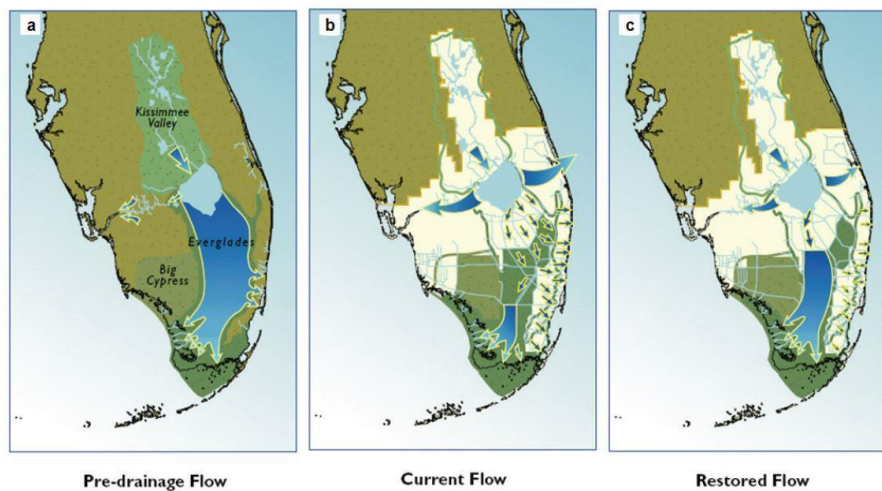 a
b
c
Kissimmee
Valley
Everglades
Big
Cypress
Pre-drainage Flow
Current Flow
Restored Flow